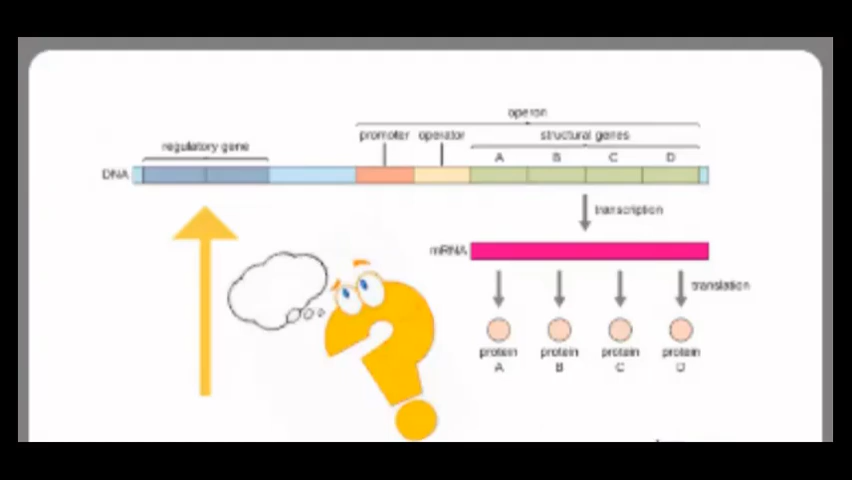 operon
promoter operator structural genes
regulatory gene
A B C D
DNA
transcription
mRNA
translation
protein A
protein B
protein C
protein D